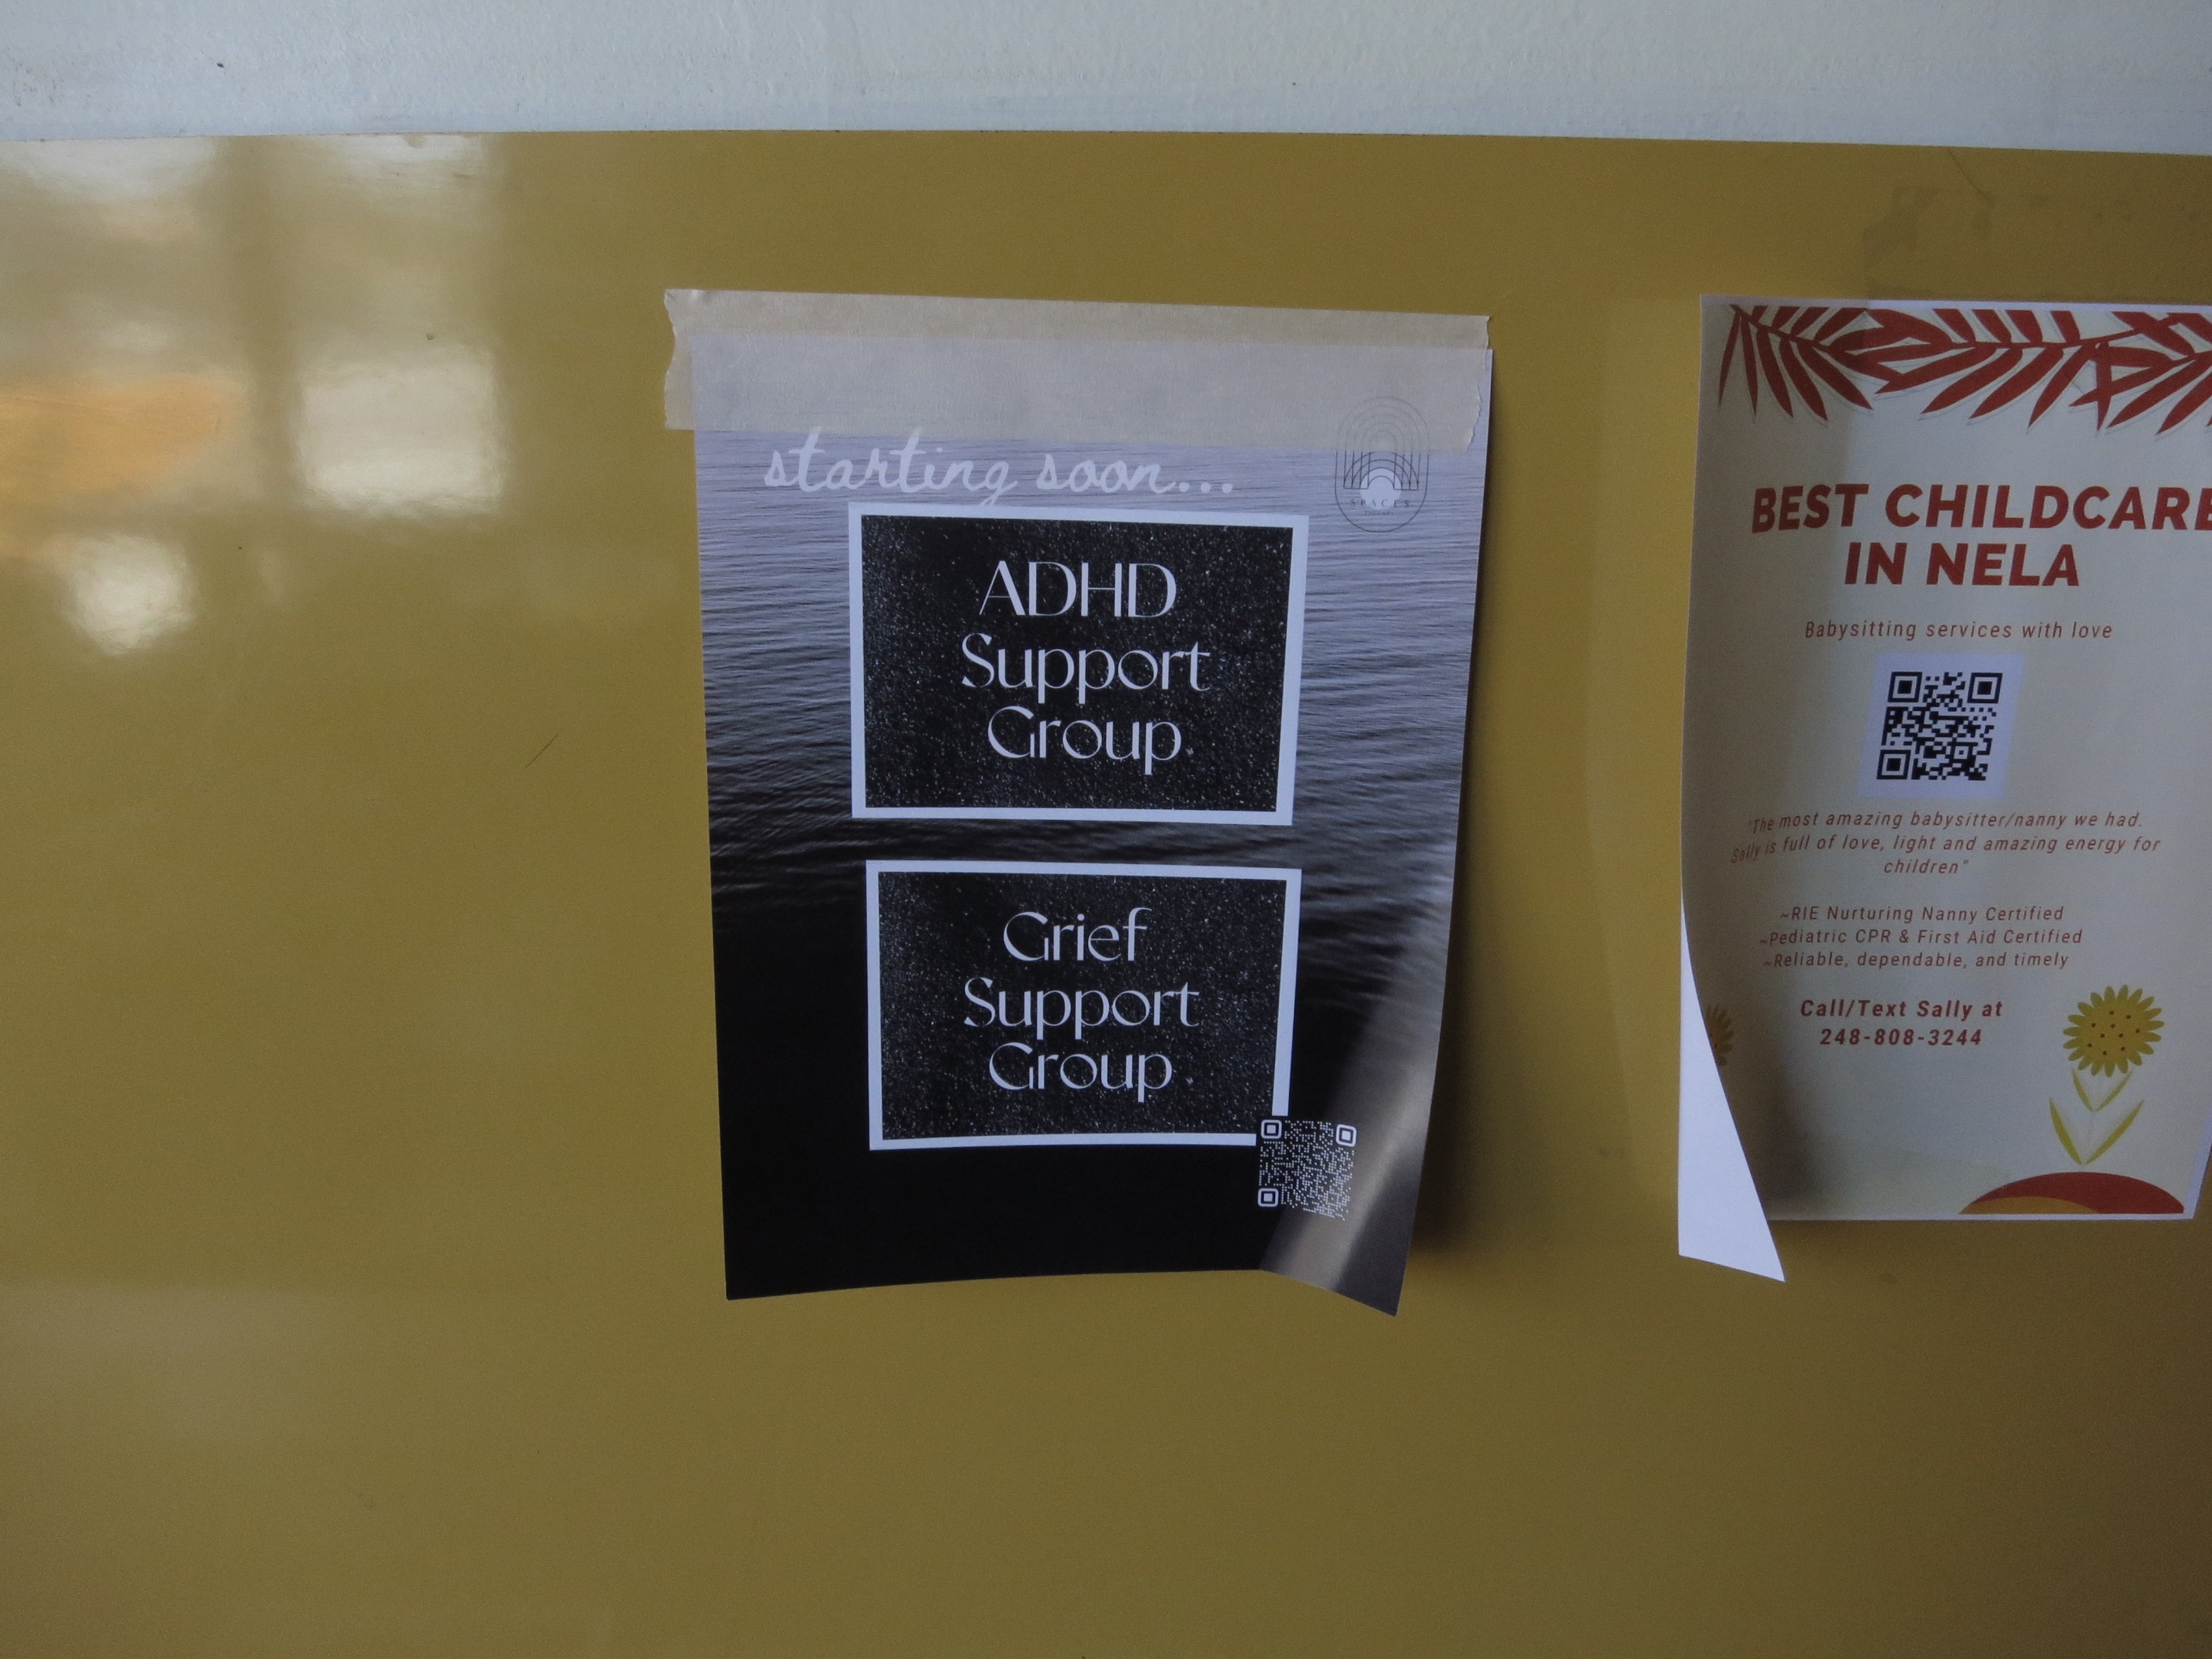 starting soon...
SPACES
ADHD
Support
Group
Grief
Support
Group
BEST CHILDCARE
IN NELA
Babysitting services with love
"The most amazing babysitter/nanny we had.
Sally is full of love, light and amazing energy for
children"
~RIE Nurturing Nanny Certified
~Pediatric CPR & First Aid Certified
~Reliable, dependable, and timely
Call/Text Sally at
248-808-3244